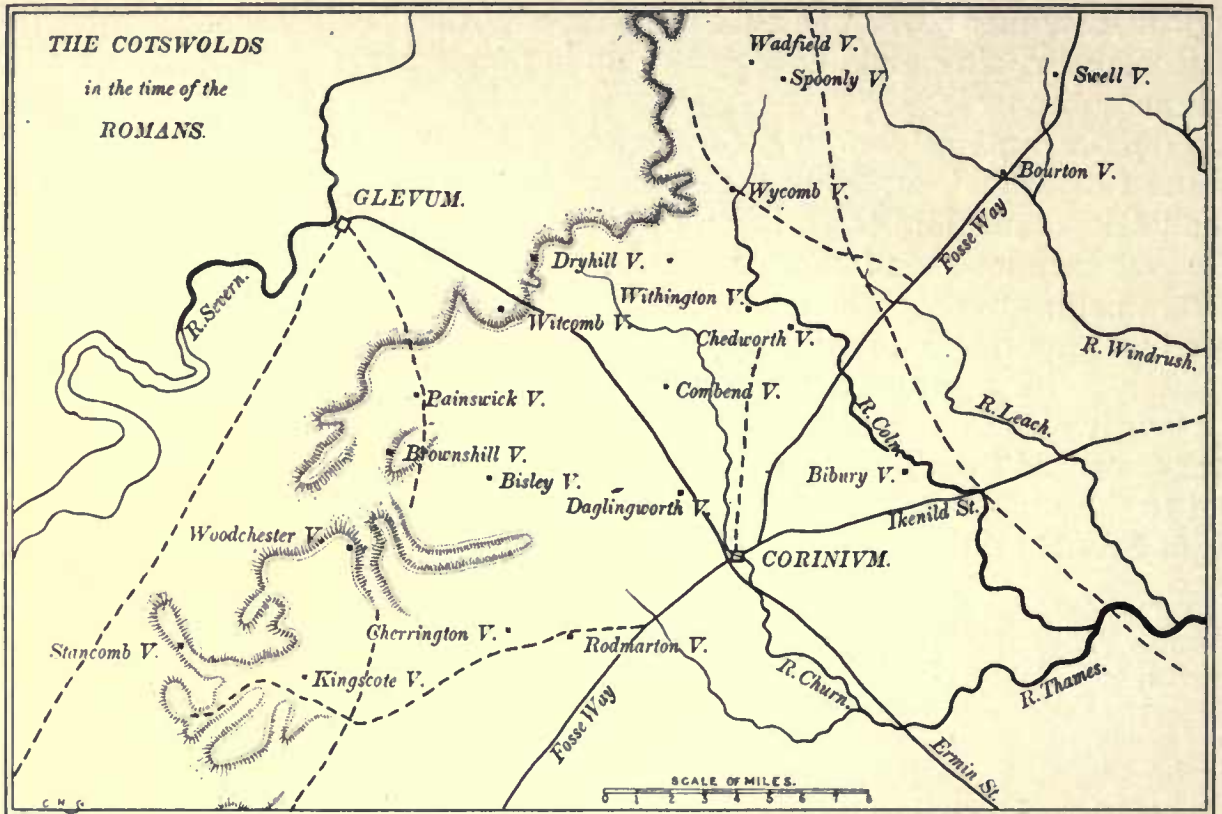 THE COTSWOLDS
in the time of the
ROMANS.
Wadfield V.
Spoonly V.
Swell V.
Wycomb V.
Bourton V.
GLEVUM.
Fosse Way
Dryhill V.
R. Severn.
Withington V.
Witcomb V.
Chedworth V.
R. Windrush.
Painswick V.
Combend V.
R. Leach.
R. Coln.
Brownshill V.
Bisley V.
Bibury V.
Daglingworth V.
Ikenild St.
Woodchester V.
CORINIVM.
Cherrington V.
Rodmarton V.
Stancomb V.
Kingscote V.
R. Churn.
R. Thames.
Fosse Way
Ermin St.
SCALE OF MILES.
0 1 2 3 4 5 6 7 8
C N G.